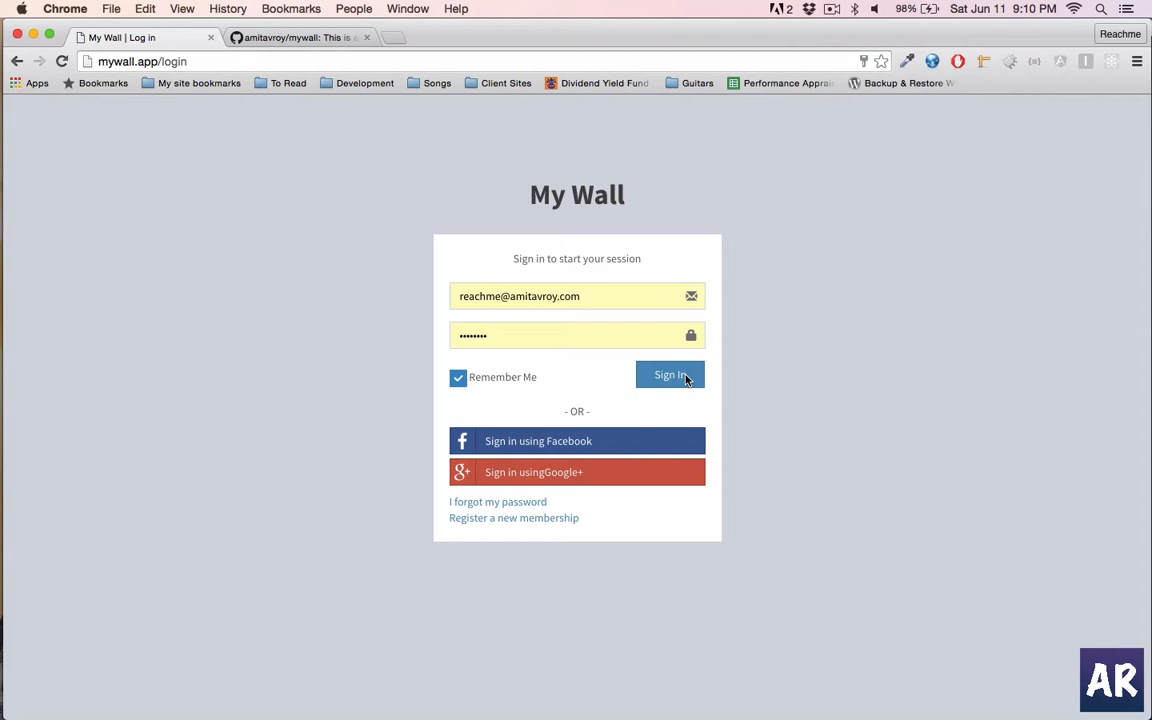 Chrome File Edit View History Bookmarks People Window Help 2 98% Sat Jun 11 9:10 PM
My Wall | Log in amitavroy/mywall: This is a Reachme
mywall.app/login
Apps Bookmarks My site bookmarks To Read Development Songs Client Sites Dividend Yield Fund Guitars Performance Apprais Backup & Restore W
My Wall
Sign in to start your session
reachme@amitavroy.com
••••••••
Remember Me Sign In
- OR -
f Sign in using Facebook
g+ Sign in usingGoogle+
I forgot my password
Register a new membership
AR